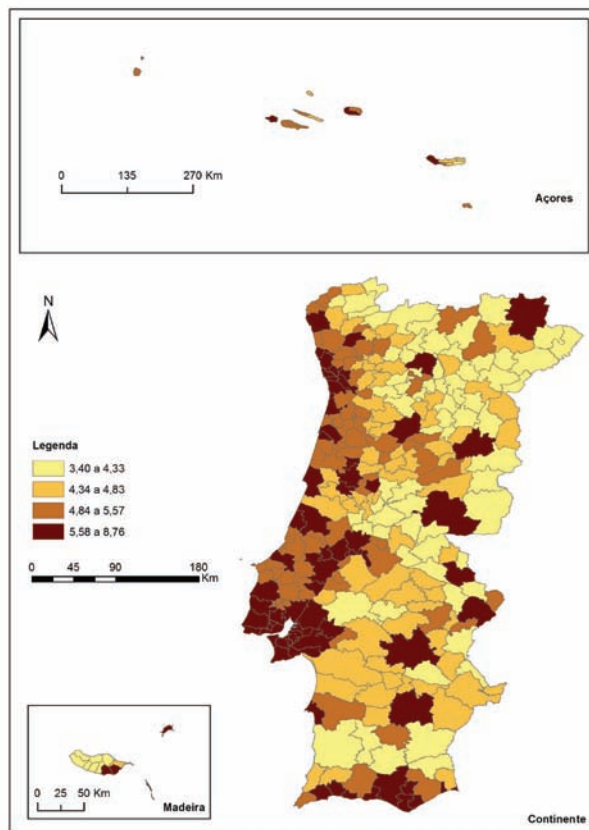 0 135 270 Km
Açores
N
Legenda
3,40 a 4,33
4,34 a 4,83
4,84 a 5,57
5,58 a 8,76
0 45 90 180
Km
0 25 50 Km
Madeira
Continente